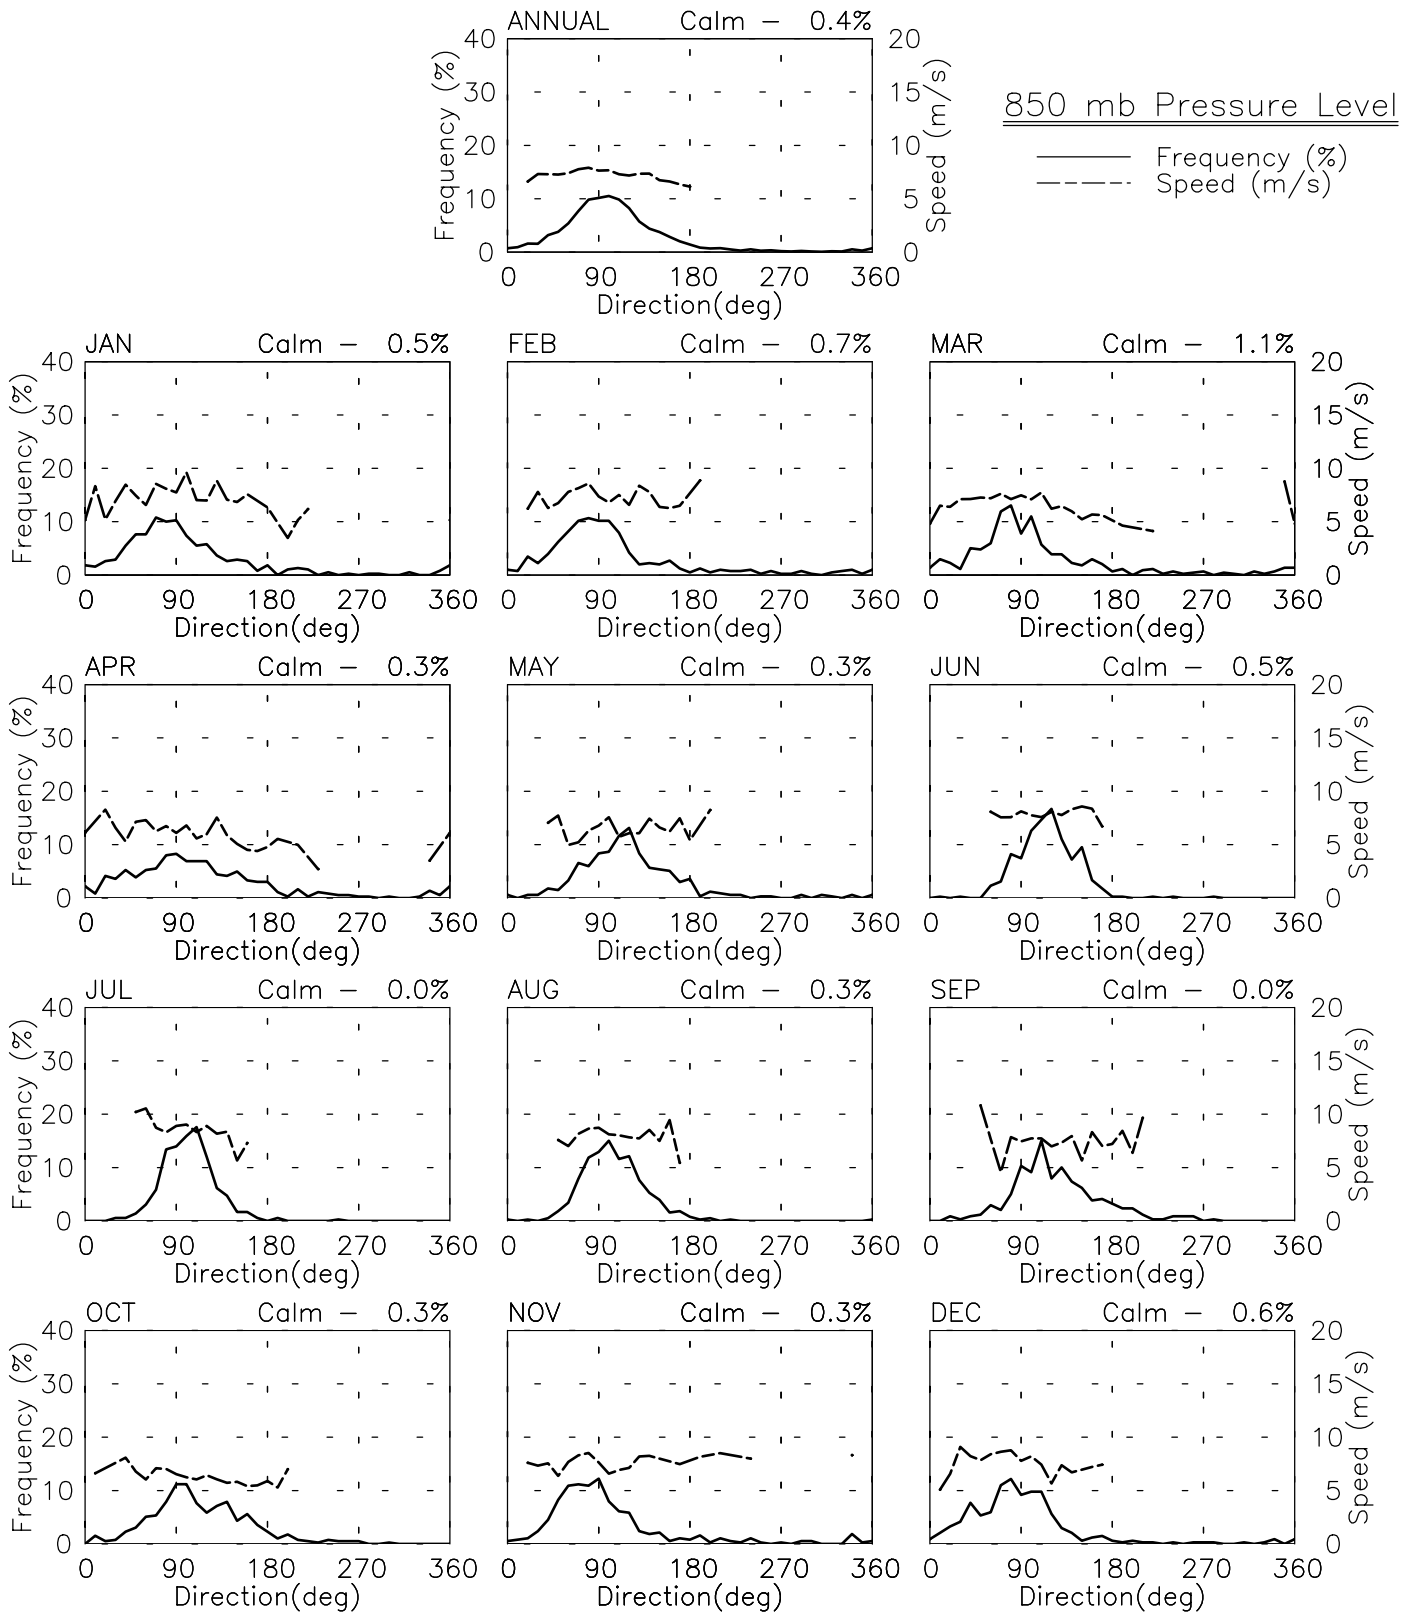 ANNUAL Calm – 0.4%
850 mb Pressure Level
Frequency (%)
Speed (m/s)
Frequency (%)
40
30
20
10
0
20
15
10
5
0
Speed (m/s)
0 90 180 270 360
Direction(deg)
JAN Calm – 0.5%
FEB Calm – 0.7%
MAR Calm – 1.1%
Frequency (%)
40
30
20
10
0
20
15
10
5
0
Speed (m/s)
0 90 180 270 360
0 90 180 270 360
0 90 180 270 360
Direction(deg)
Direction(deg)
Direction(deg)
APR Calm – 0.3%
MAY Calm – 0.3%
JUN Calm – 0.5%
Frequency (%)
40
30
20
10
0
20
15
10
5
0
Speed (m/s)
0 90 180 270 360
0 90 180 270 360
0 90 180 270 360
Direction(deg)
Direction(deg)
Direction(deg)
JUL Calm – 0.0%
AUG Calm – 0.3%
SEP Calm – 0.0%
Frequency (%)
40
30
20
10
0
20
15
10
5
0
Speed (m/s)
0 90 180 270 360
0 90 180 270 360
0 90 180 270 360
Direction(deg)
Direction(deg)
Direction(deg)
OCT Calm – 0.3%
NOV Calm – 0.3%
DEC Calm – 0.6%
Frequency (%)
40
30
20
10
0
20
15
10
5
0
Speed (m/s)
0 90 180 270 360
0 90 180 270 360
0 90 180 270 360
Direction(deg)
Direction(deg)
Direction(deg)